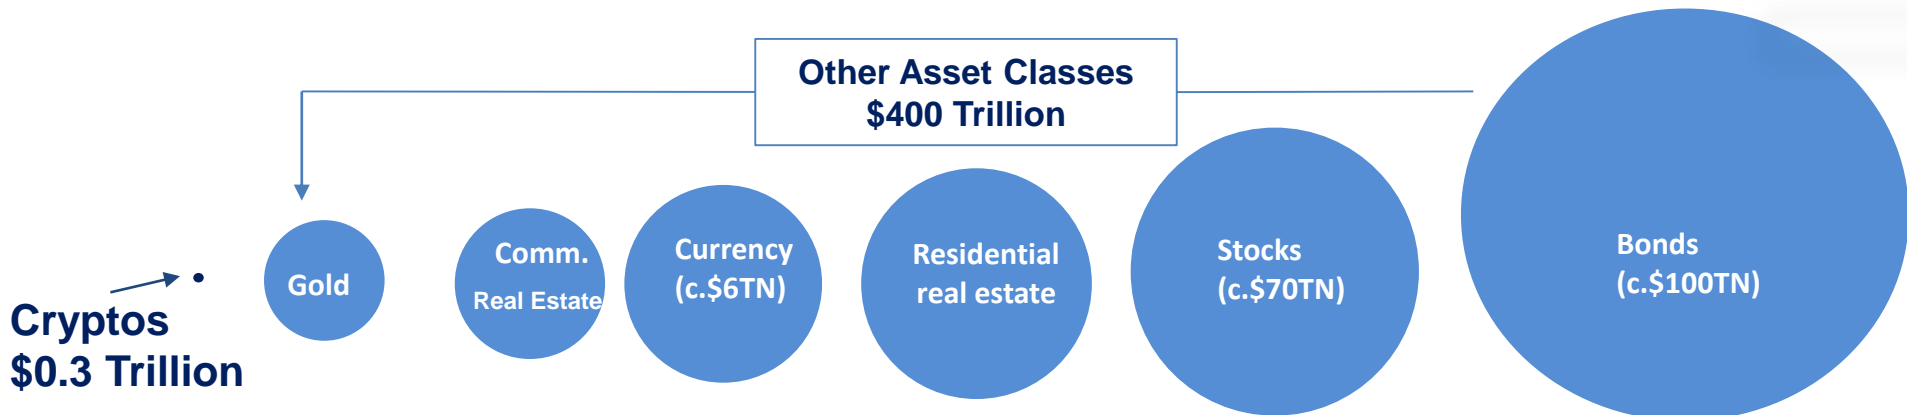 Other Asset Classes
$400 Trillion
Cryptos
$0.3 Trillion
Gold
Comm.
Real Estate
Currency
(c.$6TN)
Residential
real estate
Stocks
(c.$70TN)
Bonds
(c.$100TN)